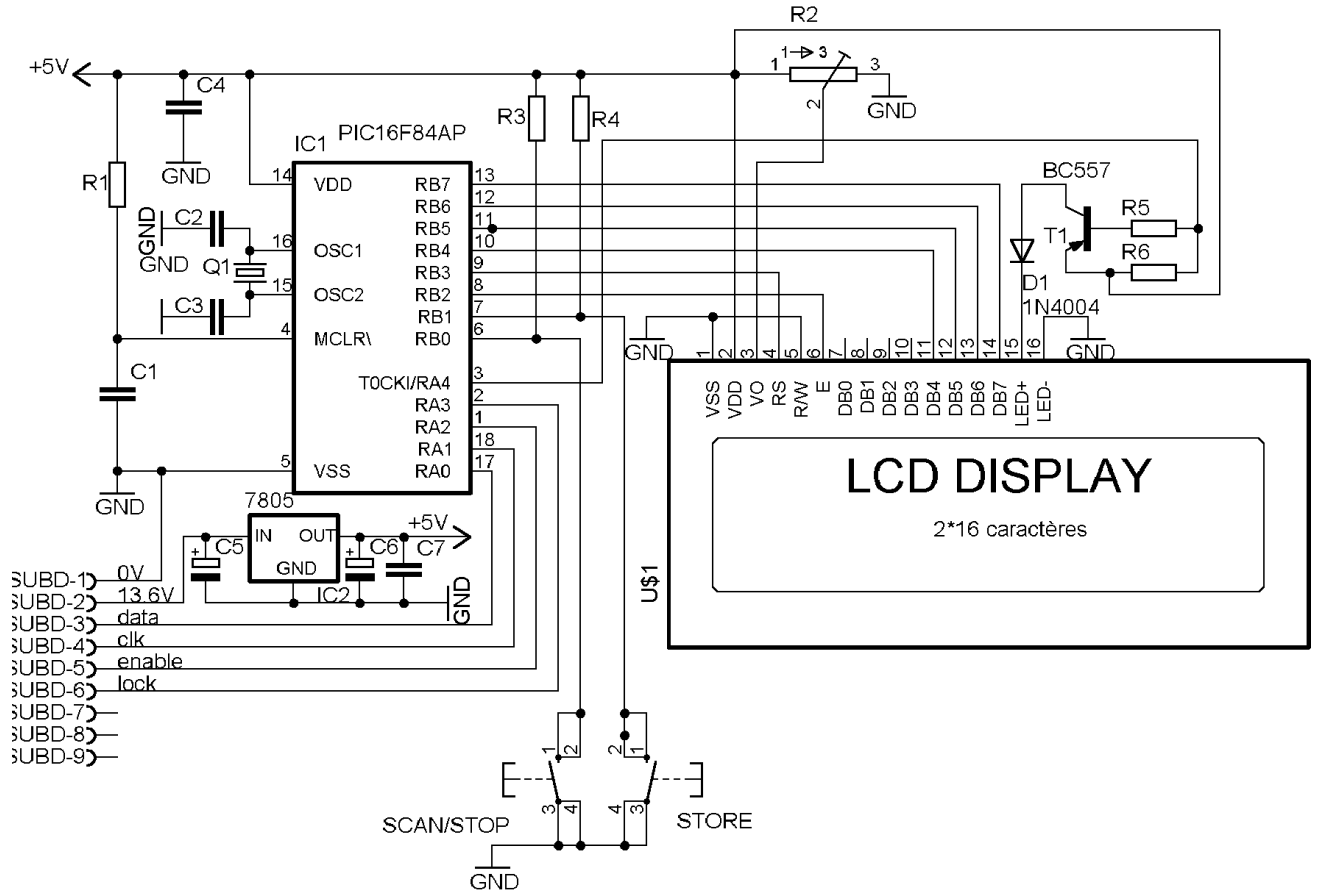 R2
1 3
+5V
C4
1
3
2
GND
R3
R4
PIC16F84AP
IC1
GND
R1
14 VDD RB7 13
RB6 12
RB5 11
RB4 10
RB3 9
RB2 8
RB1 7
RB0 6
BC557
R5
T1
R6
D1
1N4004
GND
GND
C2
16 OSC1
Q1
15 OSC2
C3
4 MCLR\
T0CKI/RA4 3
RA3 2
RA2 1
RA1 18
RA0 17
C1
5 VSS
GND
GND
GND
1 2 3 4 5 6 7 8 9 10 11 12 13 14 15 16
VSS VDD VO RS R/W E DB0 DB1 DB2 DB3 DB4 DB5 DB6 DB7 LED+ LED-
LCD DISPLAY
2*16 caractères
U$1
7805
+5V
IN OUT
GND
C5
C6
C7
IC2
GND
SUBD-1 0V
SUBD-2 13.6V
SUBD-3 data
SUBD-4 clk
SUBD-5 enable
SUBD-6 lock
SUBD-7
SUBD-8
SUBD-9
1 2 2 1
3 4 4 3
SCAN/STOP
STORE
GND